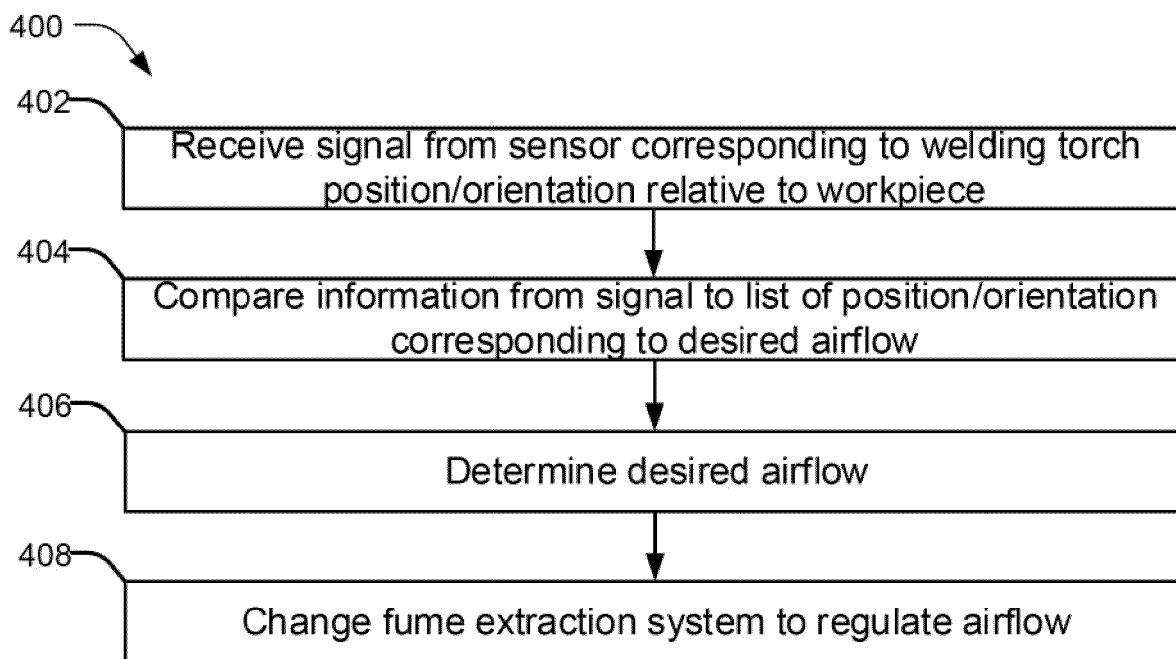 400
402
Receive signal from sensor corresponding to welding torch
position/orientation relative to workpiece
404
Compare information from signal to list of position/orientation
corresponding to desired airflow
406
Determine desired airflow
408
Change fume extraction system to regulate airflow